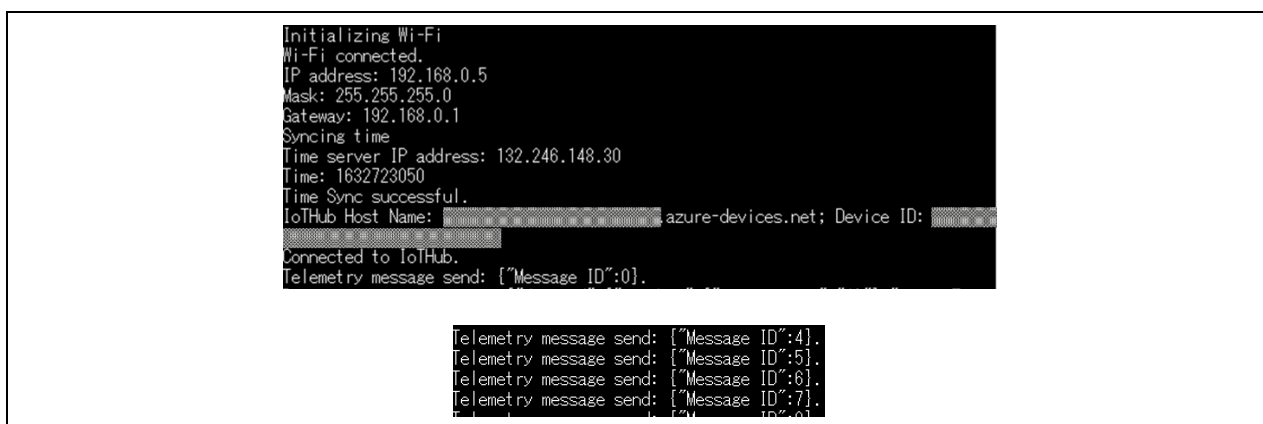 Initializing Wi-Fi
Wi-Fi connected.
IP address: 192.168.0.5
Mask: 255.255.255.0
Gateway: 192.168.0.1
Syncing time
Time server IP address: 132.246.148.30
Time: 1632723050
Time Sync successful.
IoTHub Host Name: .azure-devices.net; Device ID:
Connected to IoTHub.
Telemetry message send: {"Message ID":0}.
Telemetry message send: {"Message ID":4}.
Telemetry message send: {"Message ID":5}.
Telemetry message send: {"Message ID":6}.
Telemetry message send: {"Message ID":7}.